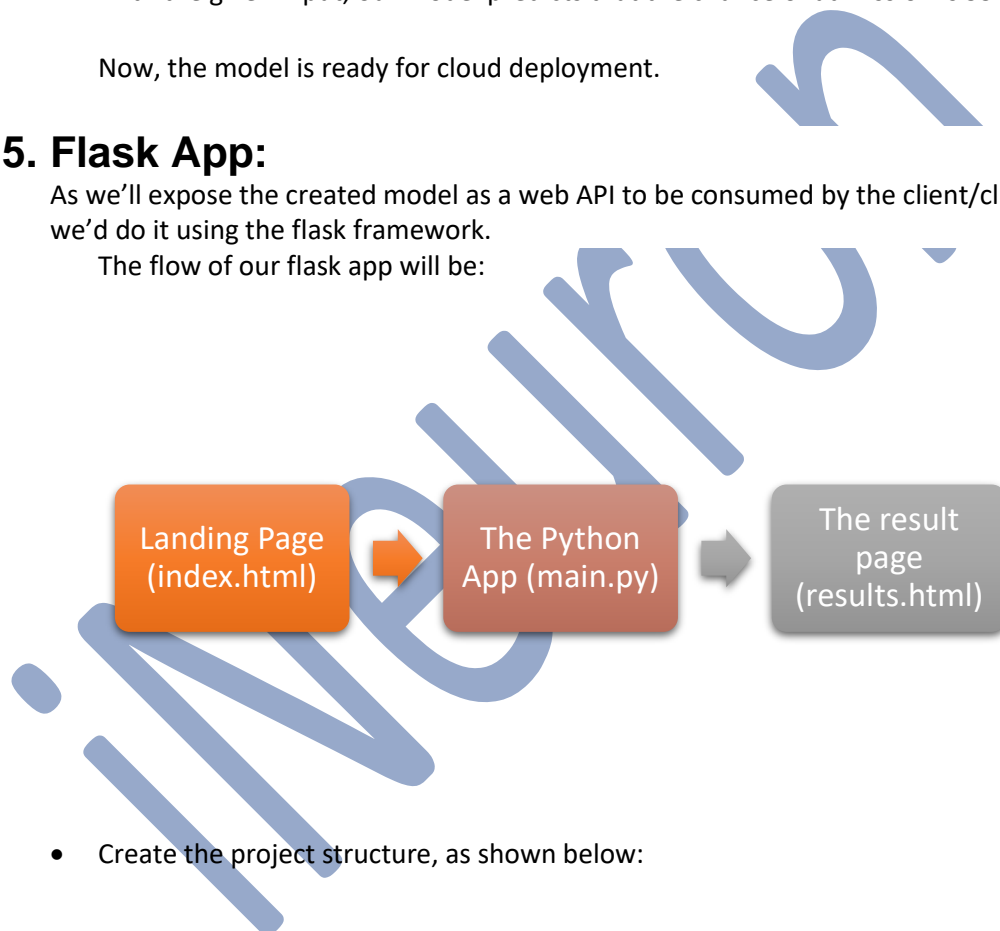 Now, the model is ready for cloud deployment.
5. Flask App:
As we’ll expose the created model as a web API to be consumed by the client/cl
we’d do it using the flask framework.
The flow of our flask app will be:
Landing Page
(index.html)
The Python
App (main.py)
The result
page
(results.html)
• Create the project structure, as shown below:
iNeuron